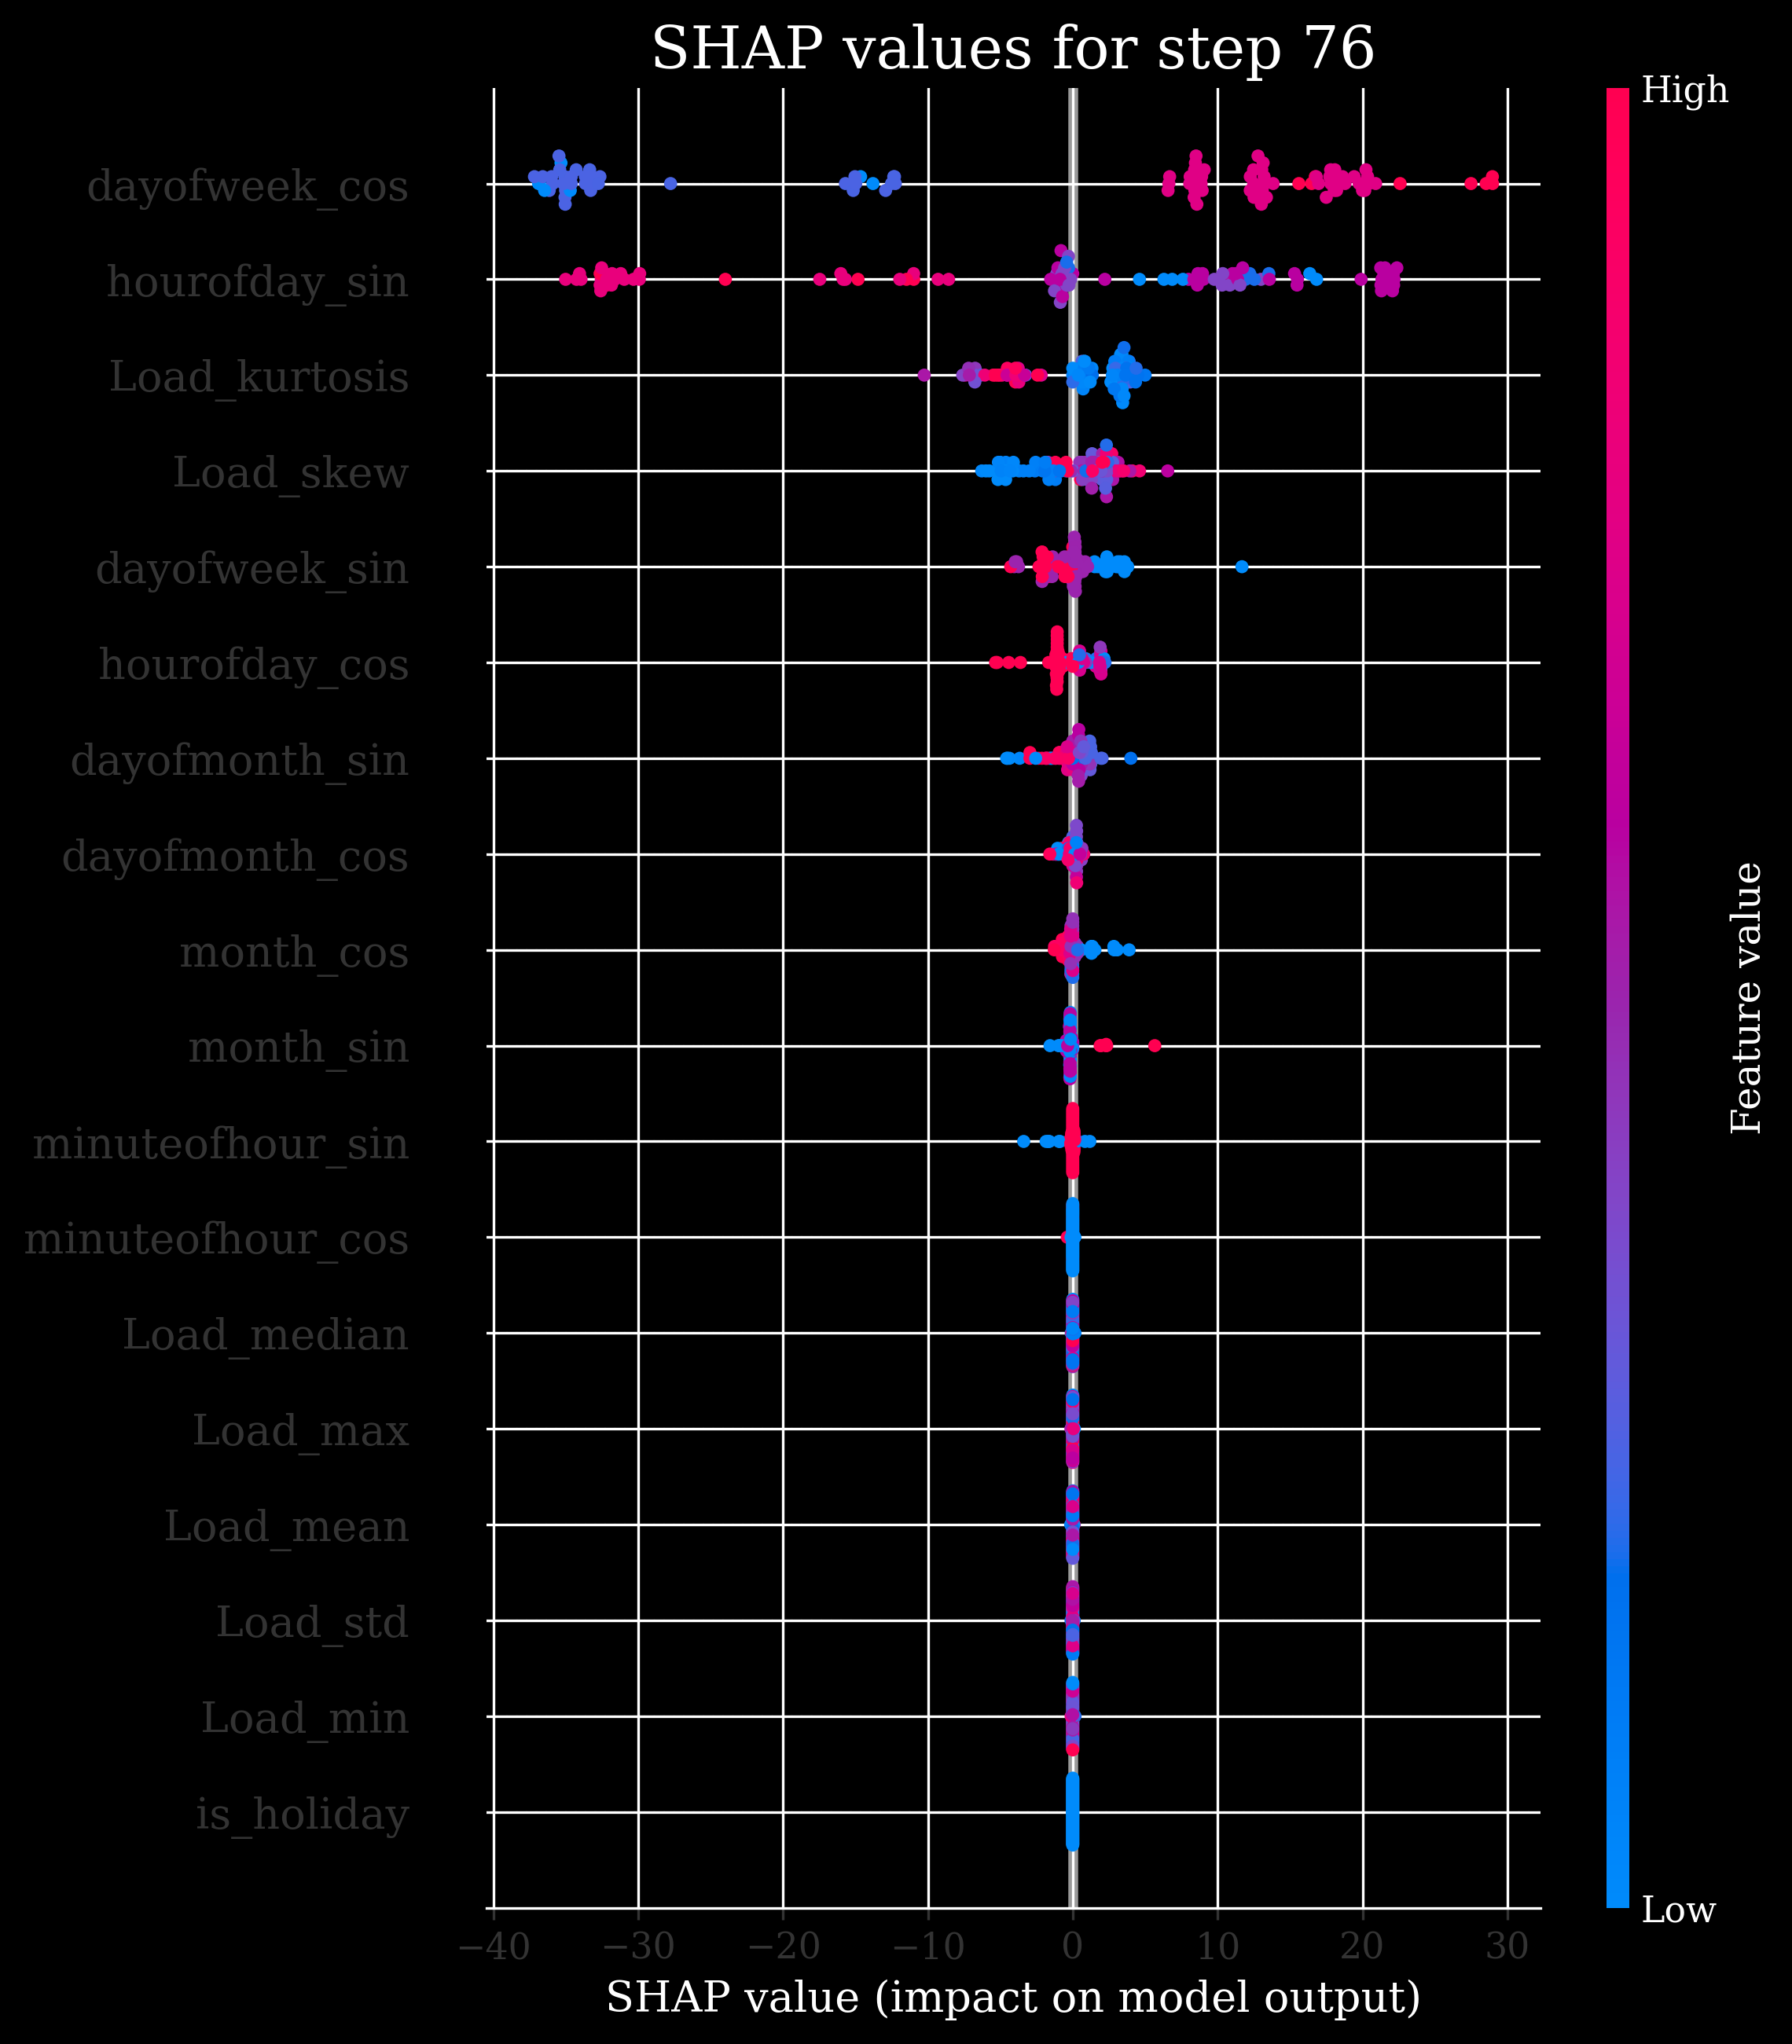 SHAP values for step 76
High
dayofweek_cos
hourofday_sin
Load_kurtosis
Load_skew
dayofweek_sin
hourofday_cos
dayofmonth_sin
dayofmonth_cos
month_cos
month_sin
minuteofhour_sin
minuteofhour_cos
Load_median
Load_max
Load_mean
Load_std
Load_min
is_holiday
Feature value
Low
−40 −30 −20 −10 0 10 20 30
SHAP value (impact on model output)